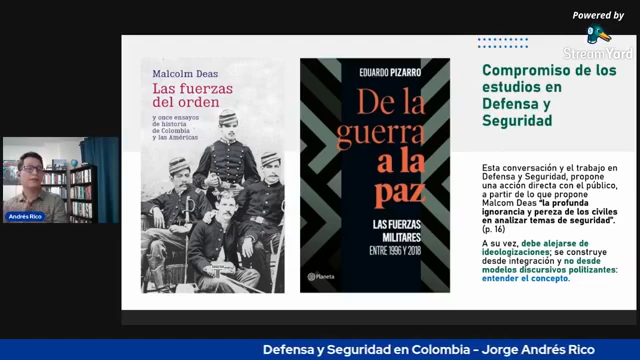 Powered by
StreamYard
Malcolm Deas
Las fuerzas
del orden
y once ensayos
de historia
de Colombia
y las Américas
EDUARDO PIZARRO
De la
guerra
a la
paz
LAS FUERZAS
MILITARES
ENTRE 1996 Y 2018
Planeta
Compromiso de los
estudios en
Defensa y
Seguridad
Esta conversación y el trabajo en
Defensa y Seguridad, propone
una acción directa con el público,
a partir de lo que propone
Malcom Deas “la profunda
ignorancia y pereza de los civiles
en analizar temas de seguridad”.
(p. 16)
A su vez, debe alejarse de
ideologizaciones; se construye
desde integración y no desde
modelos discursivos politizantes:
entender el concepto.
Andrés Rico
Defensa y Seguridad en Colombia - Jorge Andrés Rico